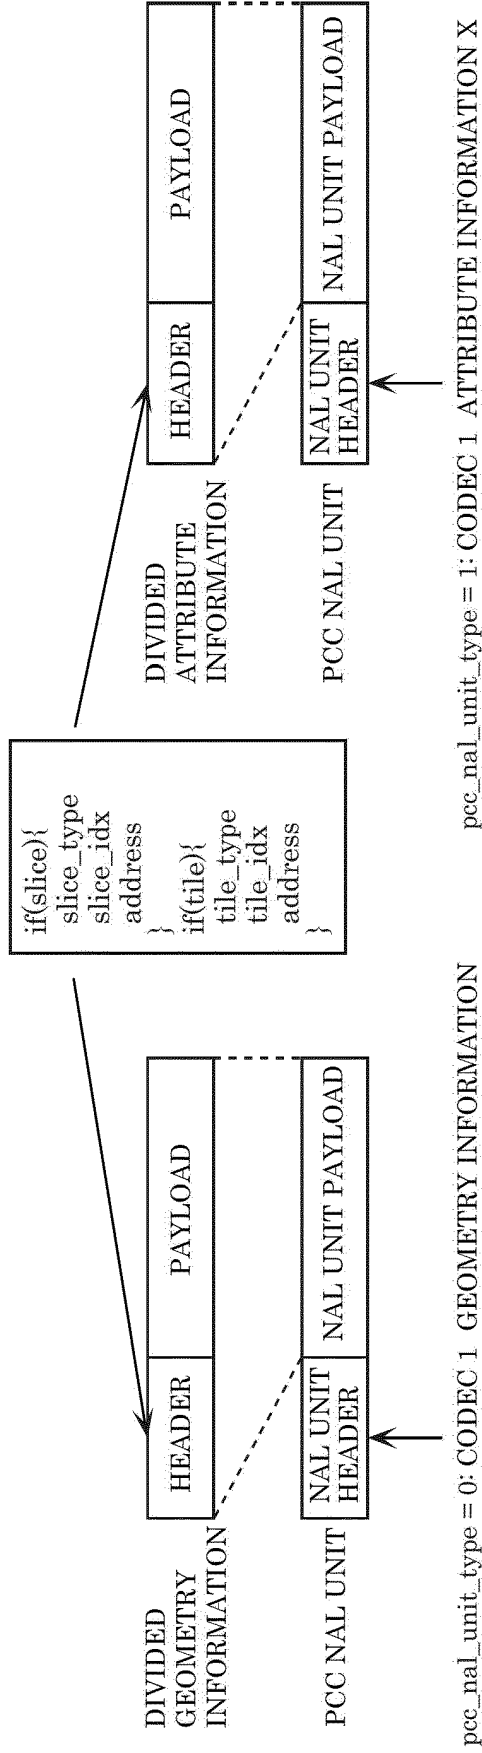 if(slice){
slice_type
slice_idx
address
}
if(tile){
tile_type
tile_idx
address
}
DIVIDED
GEOMETRY
INFORMATION
HEADER
PAYLOAD
PCC NAL UNIT
NAL UNIT
HEADER
NAL UNIT PAYLOAD
pcc_nal_unit_type = 0: CODEC 1 GEOMETRY INFORMATION
DIVIDED
ATTRIBUTE
INFORMATION
HEADER
PAYLOAD
PCC NAL UNIT
NAL UNIT
HEADER
NAL UNIT PAYLOAD
pcc_nal_unit_type = 1: CODEC 1 ATTRIBUTE INFORMATION X